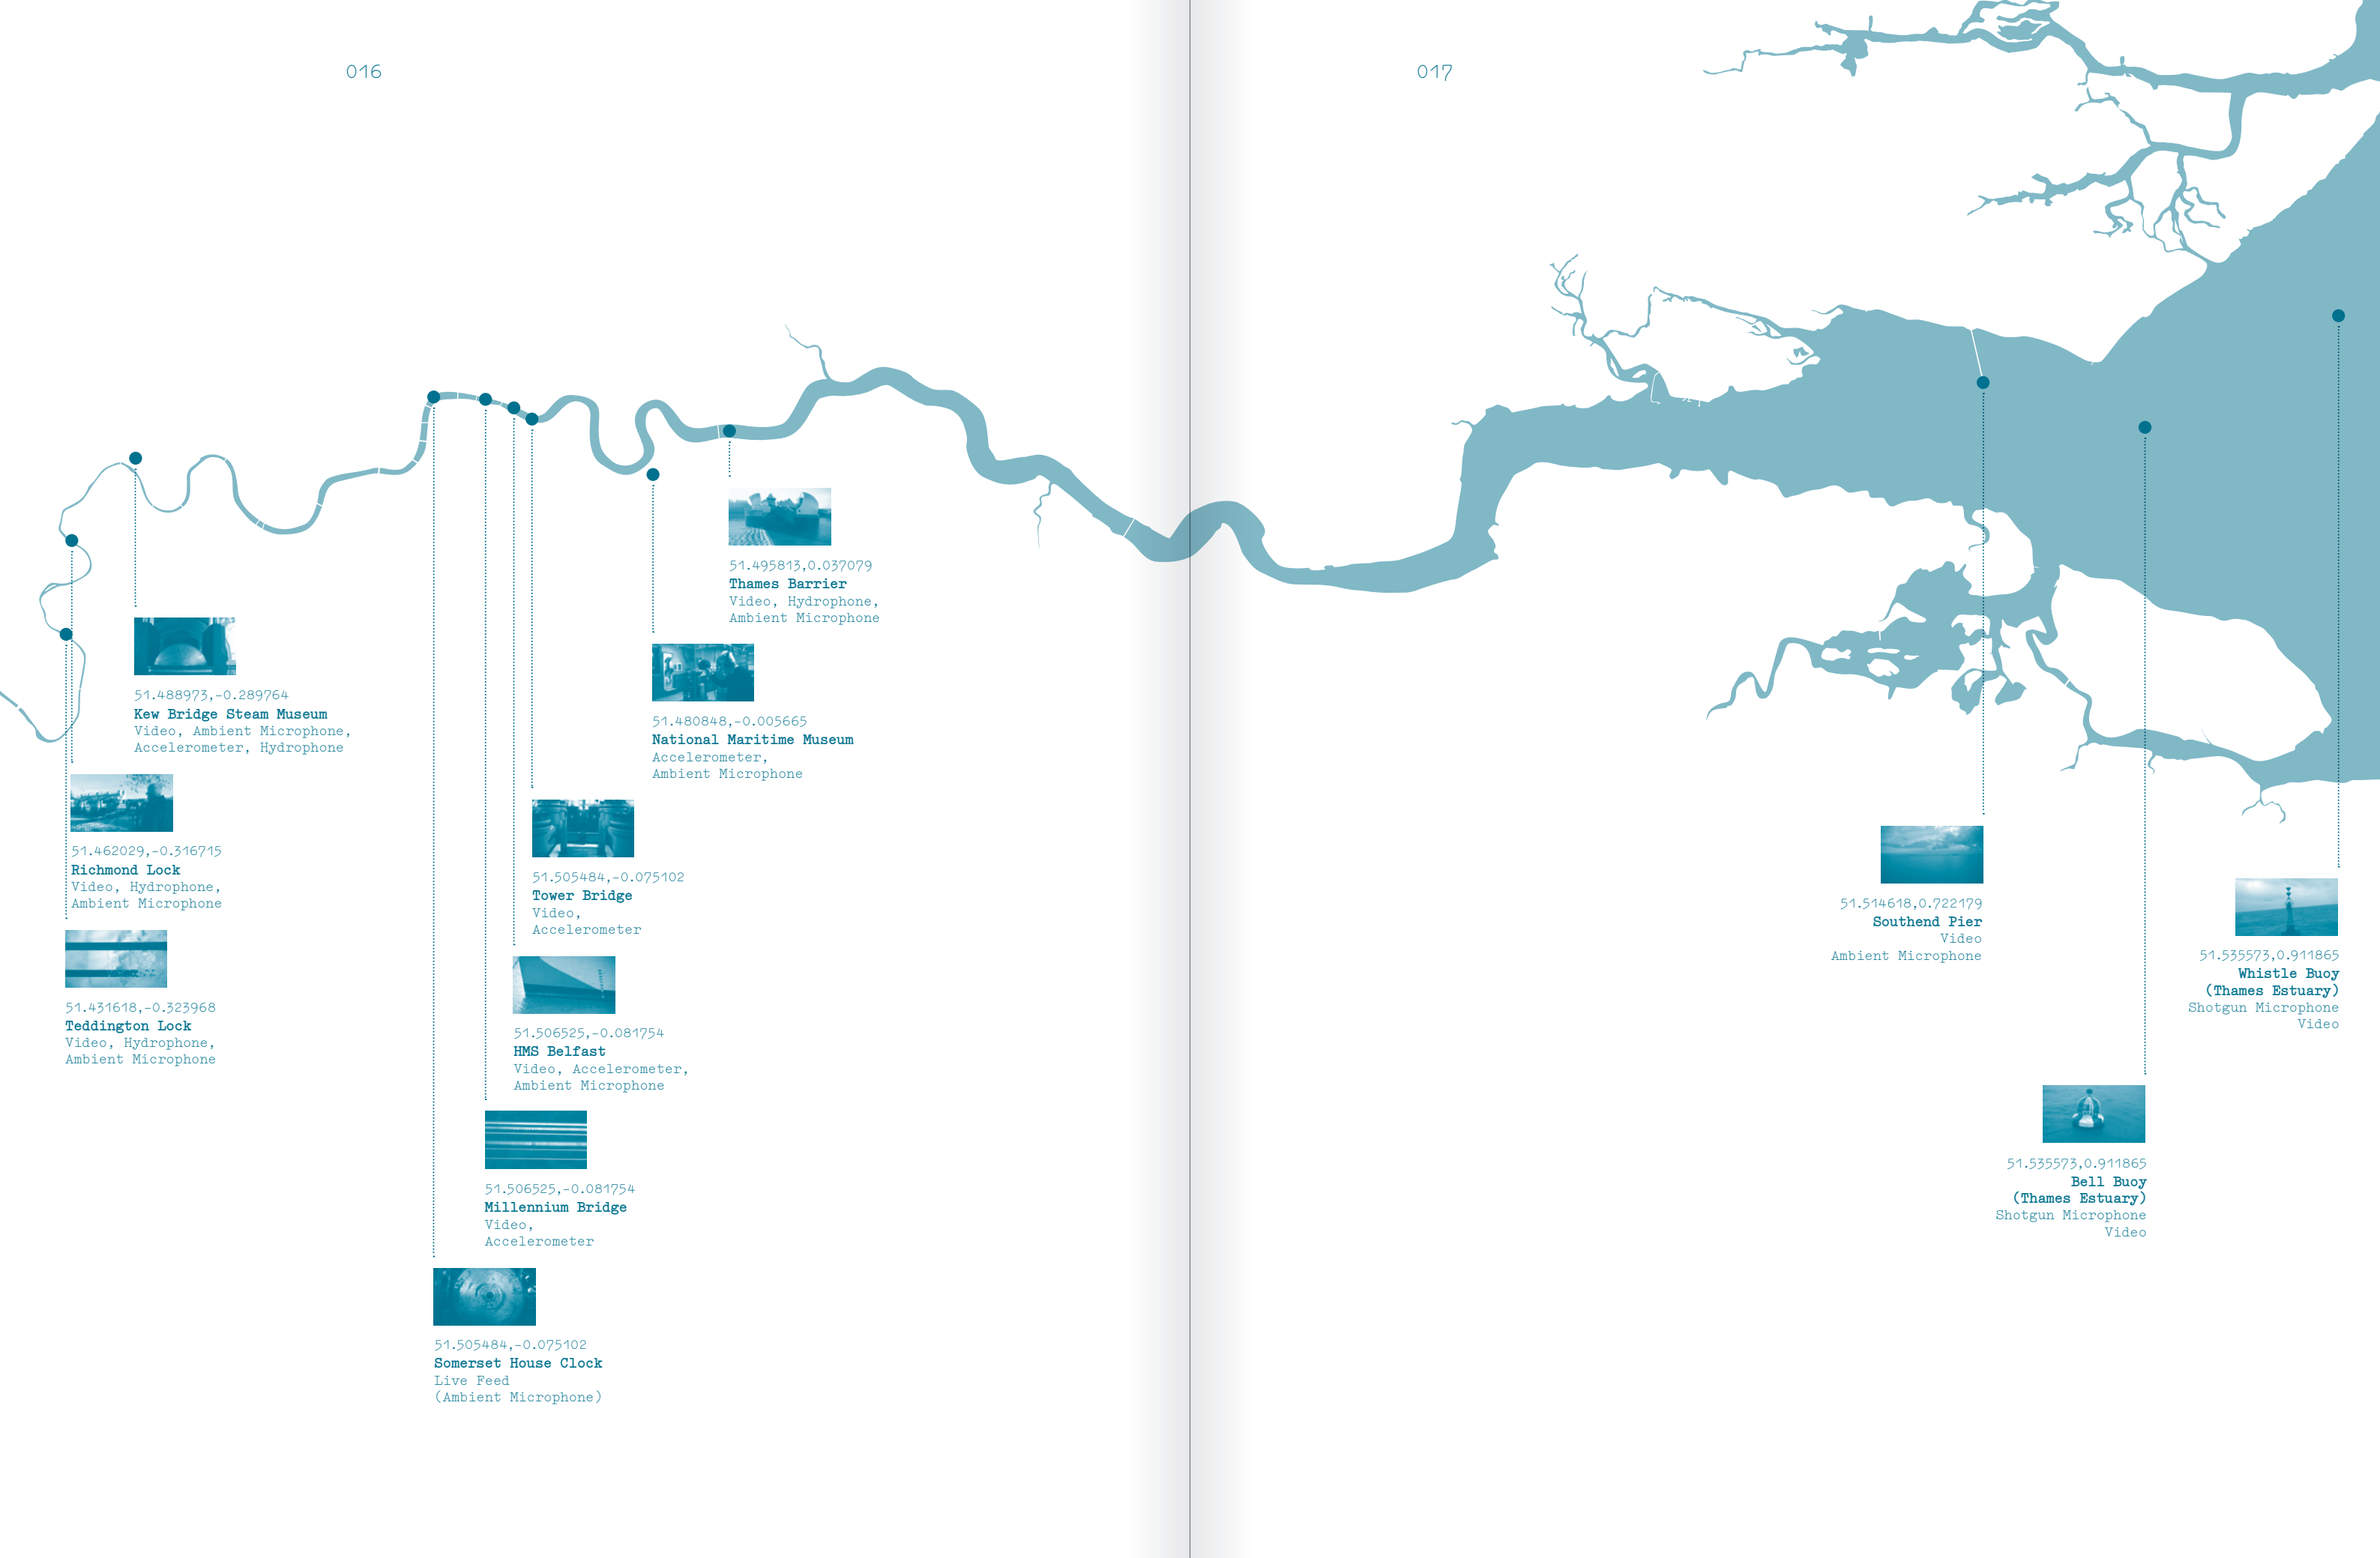 016
017
51.495813,0.037079
Thames Barrier
Video, Hydrophone,
Ambient Microphone
51.488973,-0.289764
Kew Bridge Steam Museum
Video, Ambient Microphone,
Accelerometer, Hydrophone
51.480848,-0.005665
National Maritime Museum
Accelerometer,
Ambient Microphone
51.462029,-0.316715
Richmond Lock
Video, Hydrophone,
Ambient Microphone
51.505484,-0.075102
Tower Bridge
Video,
Accelerometer
51.431618,-0.323968
Teddington Lock
Video, Hydrophone,
Ambient Microphone
51.506525,-0.081754
HMS Belfast
Video, Accelerometer,
Ambient Microphone
51.506525,-0.081754
Millennium Bridge
Video,
Accelerometer
51.505484,-0.075102
Somerset House Clock
Live Feed
(Ambient Microphone)
51.514618,0.722179
Southend Pier
Video
Ambient Microphone
51.535573,0.911865
Whistle Buoy
(Thames Estuary)
Shotgun Microphone
Video
51.535573,0.911865
Bell Buoy
(Thames Estuary)
Shotgun Microphone
Video